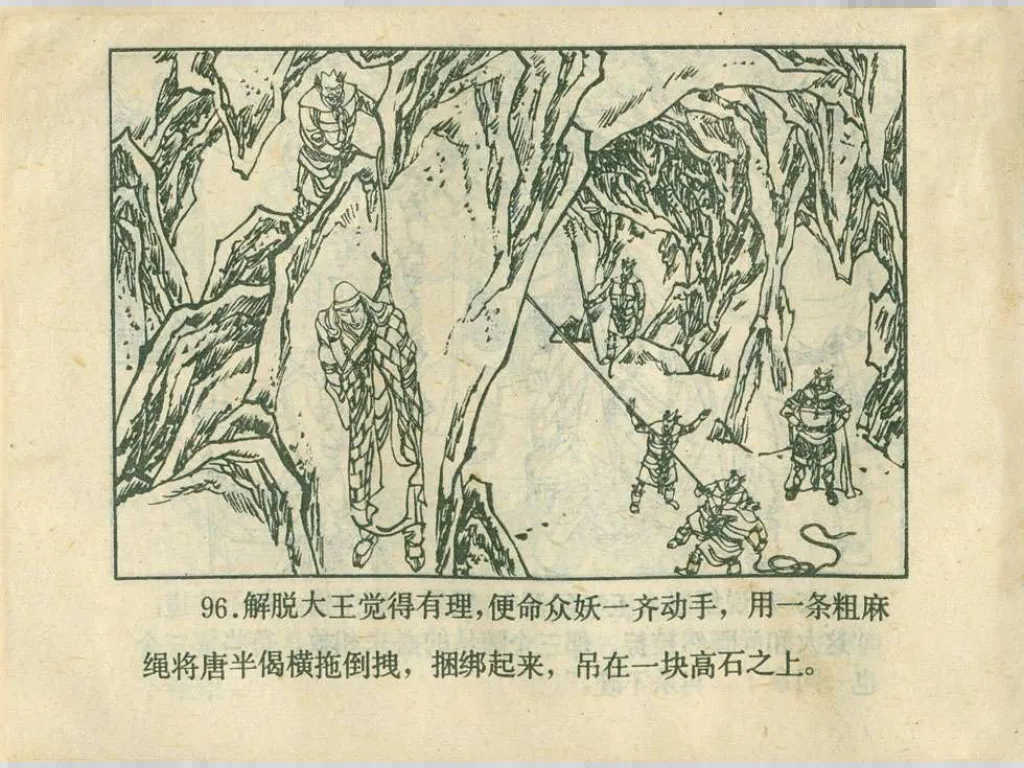 96.解脱大王觉得有理,便命众妖一齐动手，用一条粗麻
绳将唐半偈横拖倒拽，捆绑起来，吊在一块高石之上。